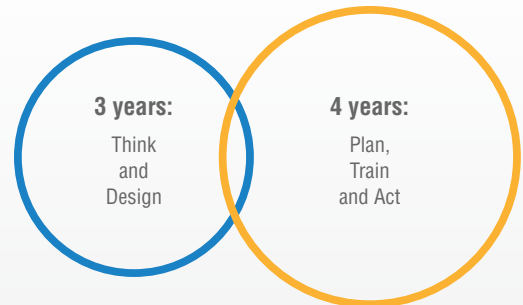 3 years:
Think
and
Design
4 years:
Plan,
Train
and Act